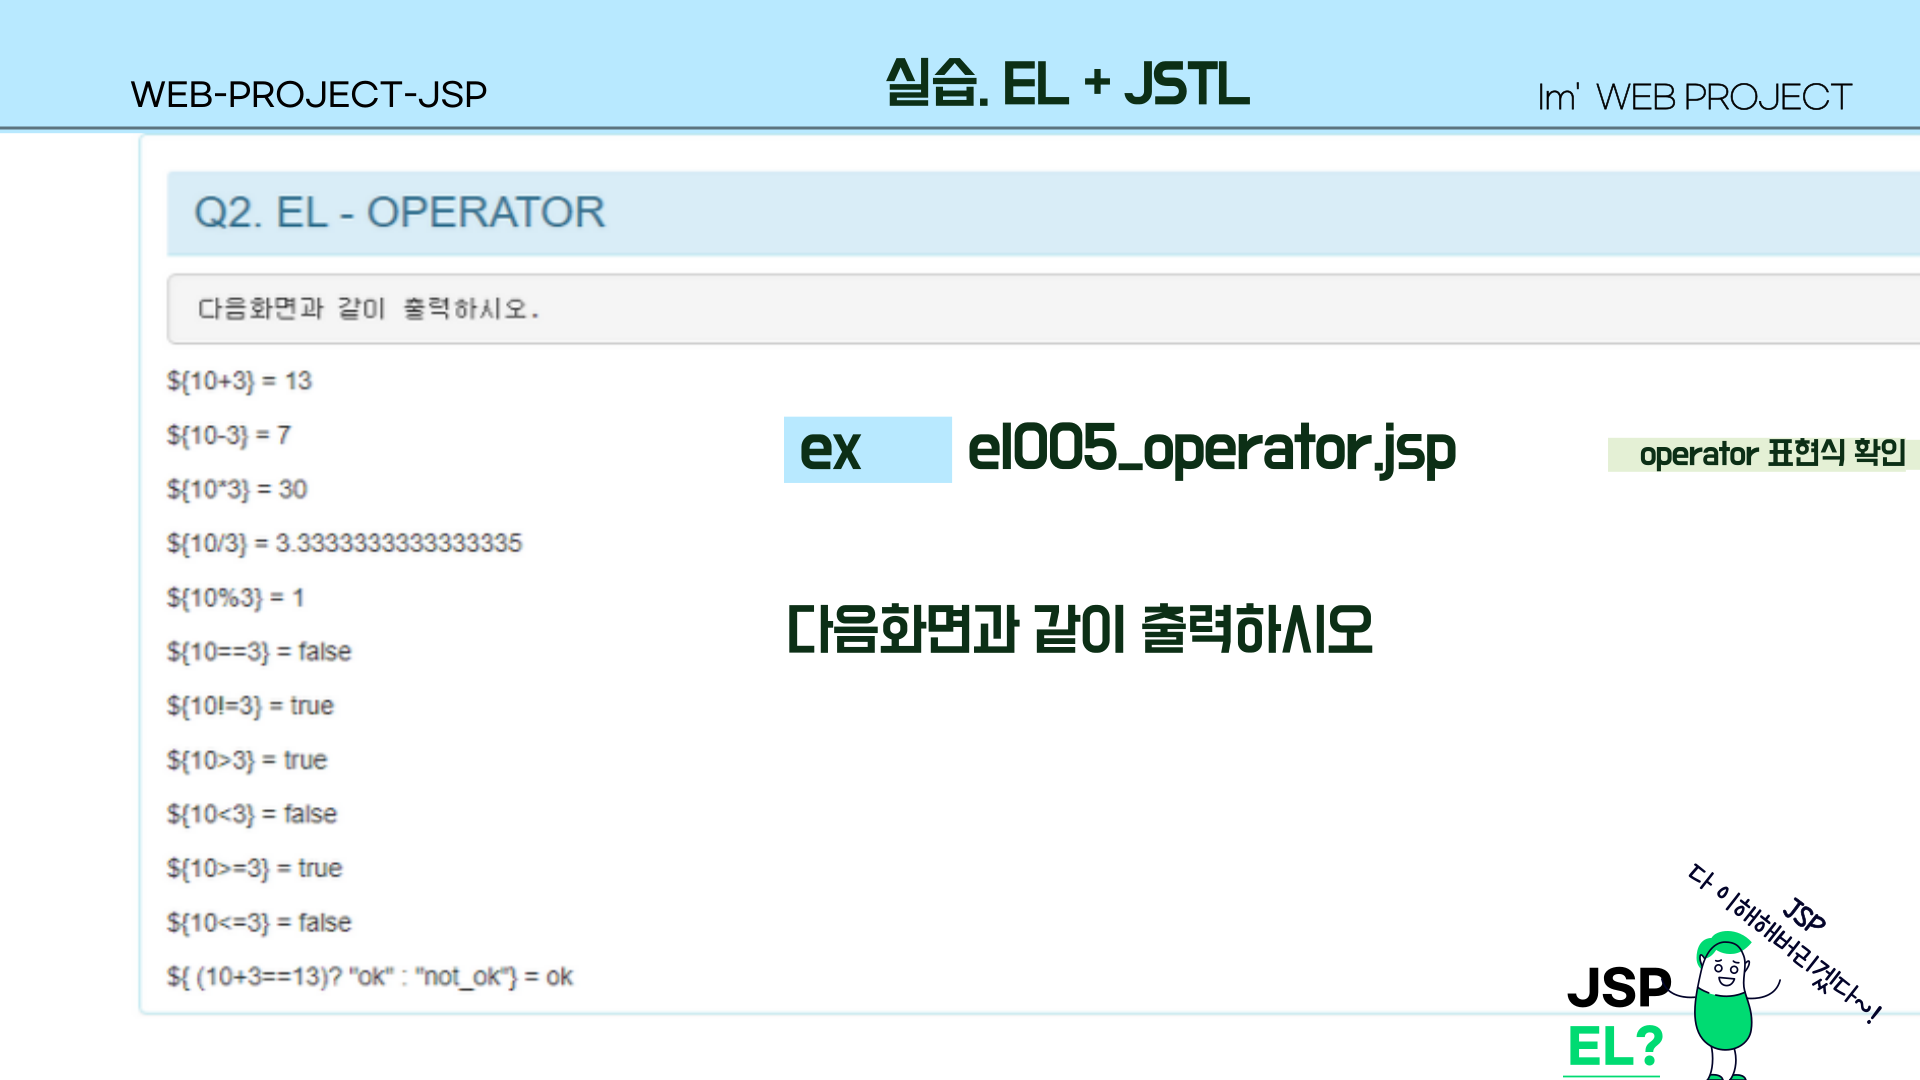 WEB-PROJECT-JSP
실습. EL + JSTL
Im' WEB PROJECT
Q2. EL - OPERATOR
다음화면과 같이 출력하시오.
${10+3} = 13
${10-3} = 7
${10*3} = 30
${10/3} = 3.3333333333333335
${10%3} = 1
${10==3} = false
${10!=3} = true
${10>3} = true
${10<3} = false
${10>=3} = true
${10<=3} = false
${ (10+3==13)? "ok" : "not_ok"} = ok
ex
el005_operator.jsp
operator 표현식 확인
다음화면과 같이 출력하시오
JSP
다 이해해버리겠다~!
JSP
EL?